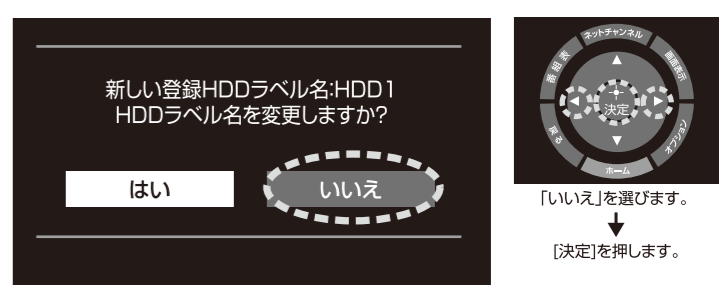 新しい登録HDDラベル名:HDD1
HDDラベル名を変更しますか?
はい
いいえ
ネットチャンネル
番組表
画面表示
決定
戻る
オプション
ホーム
「いいえ」を選びます。
[決定]を押します。